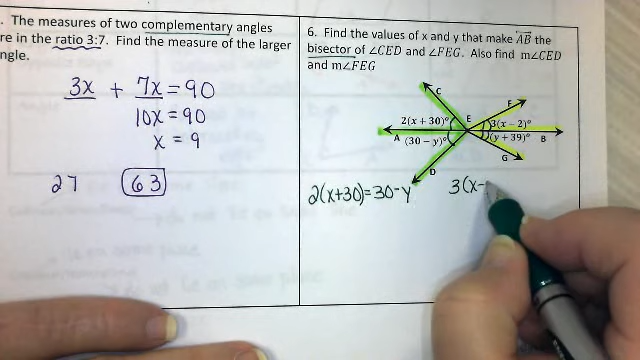 . The measures of two complementary angles
re in the ratio 3:7. Find the measure of the larger
ngle.
3x + 7x = 90
10x = 90
x = 9
27 63
6. Find the values of x and y that make AB the
bisector of ∠CED and ∠FEG. Also find m∠CED
and m∠FEG
C
F
2(x + 30)° E 3(x − 2)°
A (30 − y)° (y + 39)° B
G
D
2(x+30)=30-y 3(x-